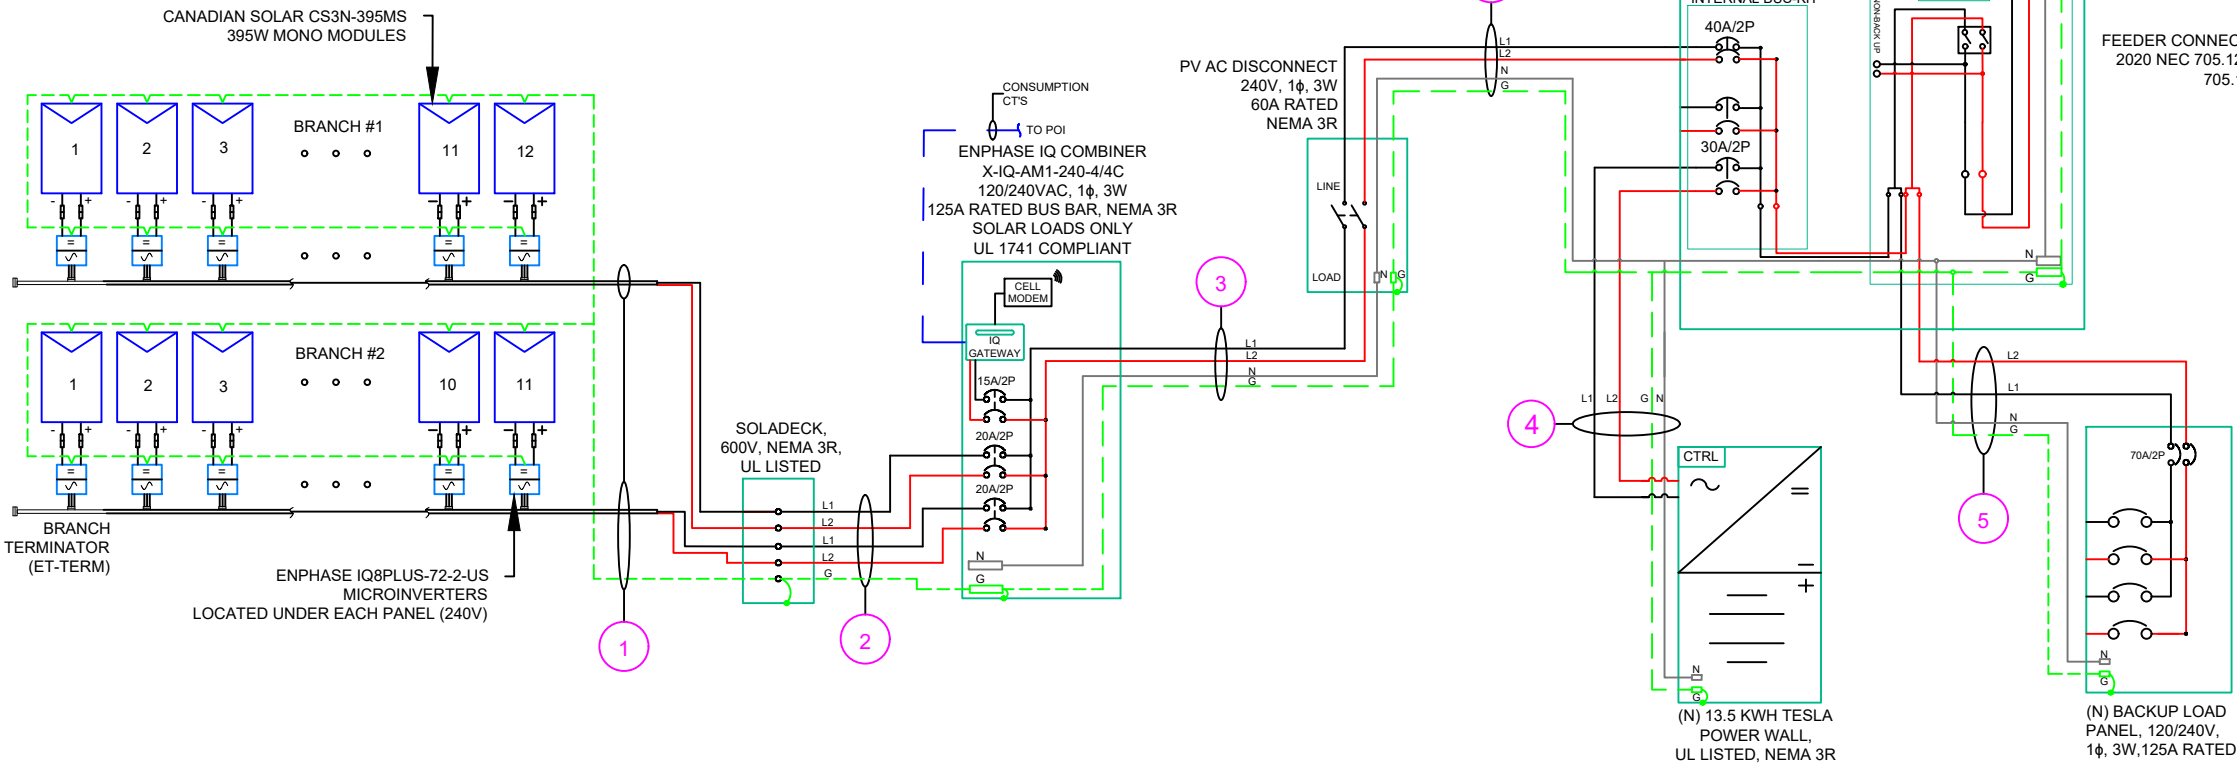 CANADIAN SOLAR CS3N-395MS
395W MONO MODULES
BRANCH #1
1
2
3
11
12
- +
- +
- +
- +
- +
BRANCH #2
1
2
3
10
11
- +
- +
- +
- +
- +
BRANCH
TERMINATOR
(ET-TERM)
ENPHASE IQ8PLUS-72-2-US
MICROINVERTERS
LOCATED UNDER EACH PANEL (240V)
1
SOLADECK,
600V, NEMA 3R,
UL LISTED
L1
L2
L1
L2
G
2
CONSUMPTION
CT'S
TO POI
ENPHASE IQ COMBINER
X-IQ-AM1-240-4/4C
120/240VAC, 1ϕ, 3W
125A RATED BUS BAR, NEMA 3R
SOLAR LOADS ONLY
UL 1741 COMPLIANT
CELL
MODEM
IQ
GATEWAY
15A/2P
20A/2P
20A/2P
N
G
3
L1
L2
N
G
PV AC DISCONNECT
240V, 1ϕ, 3W
60A RATED
NEMA 3R
LINE
LOAD
N
G
L1
L2
N
G
40A/2P
30A/2P
FEEDER CONNEC
2020 NEC 705.12
705.1
N
G
4
L1 L2 G N
CTRL
N
G
(N) 13.5 KWH TESLA
POWER WALL,
UL LISTED, NEMA 3R
L2
L1
N
G
5
70A/2P
N
G
(N) BACKUP LOAD
PANEL, 120/240V,
1ϕ, 3W,125A RATED